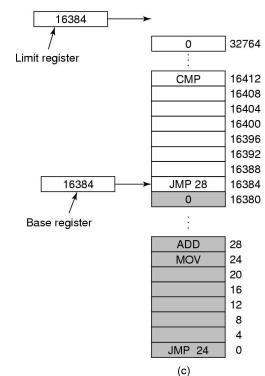 16384
Limit register
0 32764
CMP 16412
16408
16404
16400
16396
16392
16388
16384 JMP 28 16384
0 16380
Base register
ADD 28
MOV 24
20
16
12
8
4
JMP 24 0
(c)